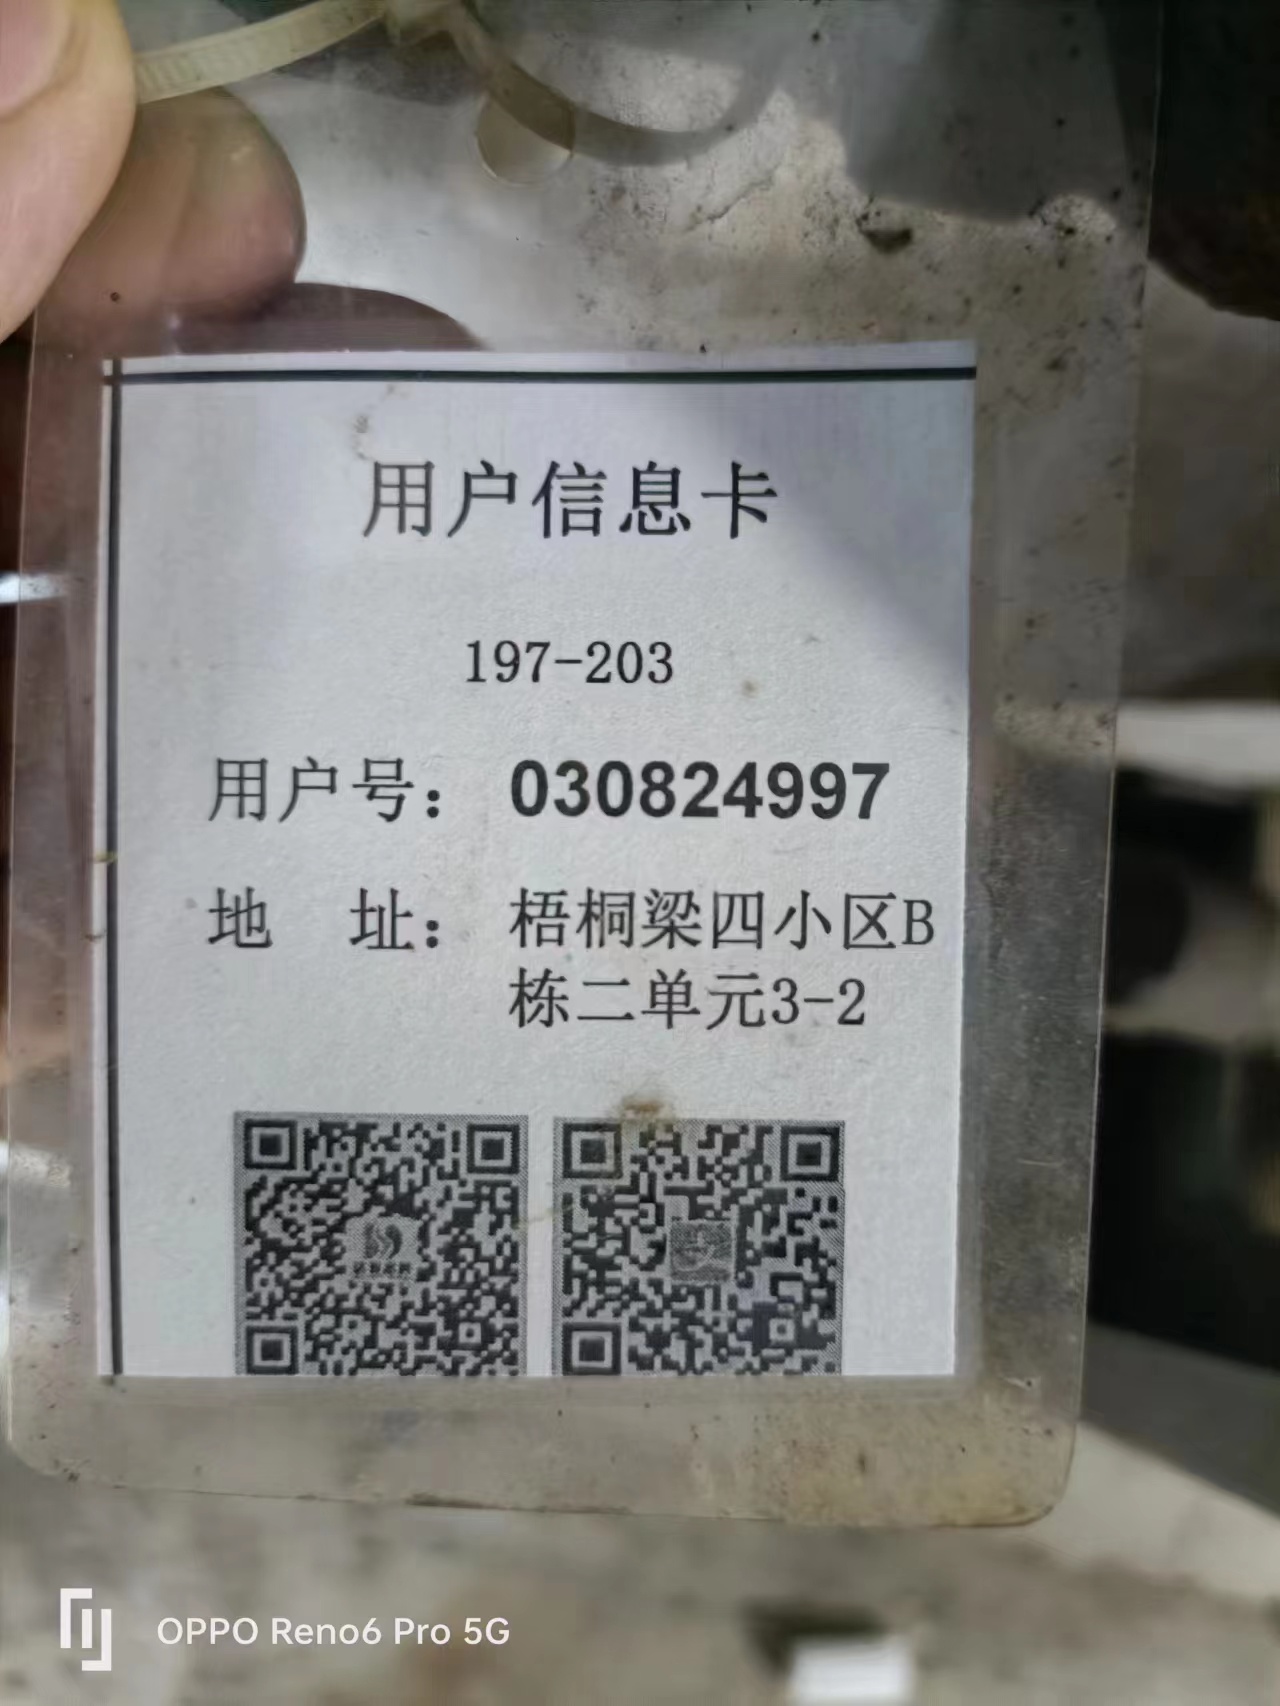 用户信息卡
197-203
用户号：030824997
地 址：梧桐梁四小区B
栋二单元3-2
OPPO Reno6 Pro 5G